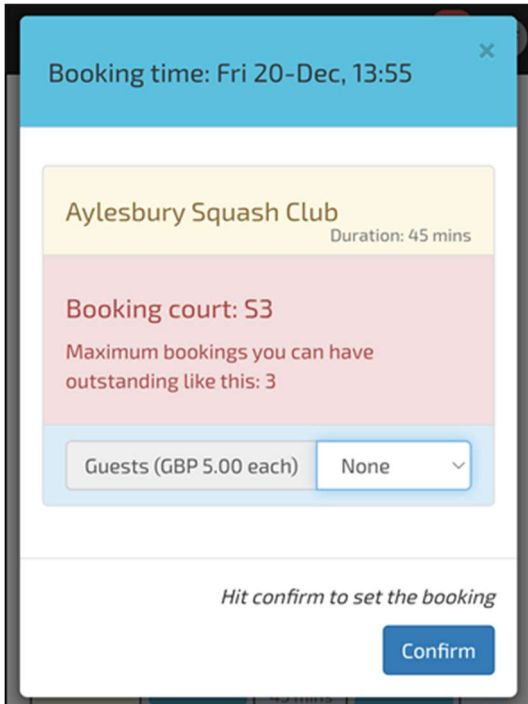 ×
Booking time: Fri 20-Dec, 13:55
Aylesbury Squash Club
Duration: 45 mins
Booking court: S3
Maximum bookings you can have
outstanding like this: 3
Guests (GBP 5.00 each) None
Hit confirm to set the booking
Confirm
45 mins